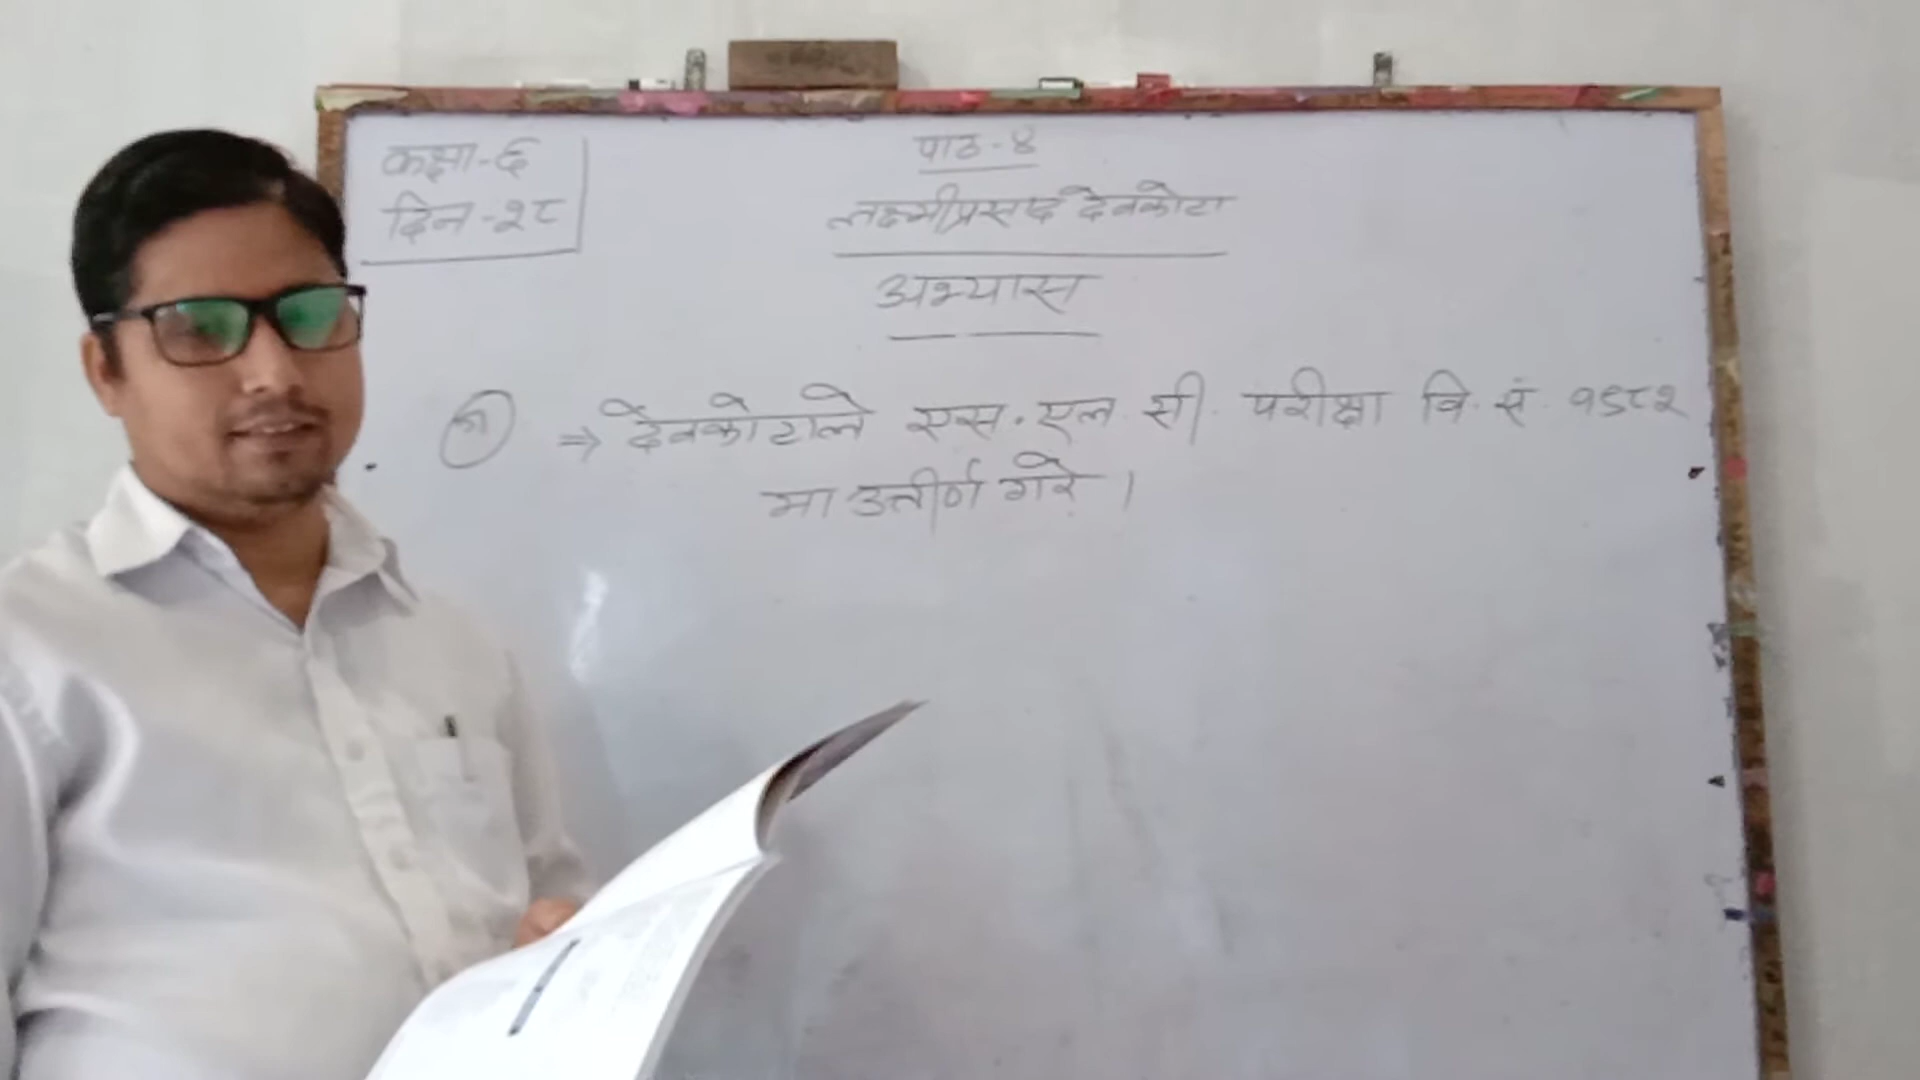 कक्षा-६
दिन-२८
पाठ-४
लक्ष्मीप्रसाद देवकोटा
अभ्यास
⇒ देवकोटाले एस.एल.सी. परीक्षा वि.सं. १९८२
मा उत्तीर्ण गरे ।